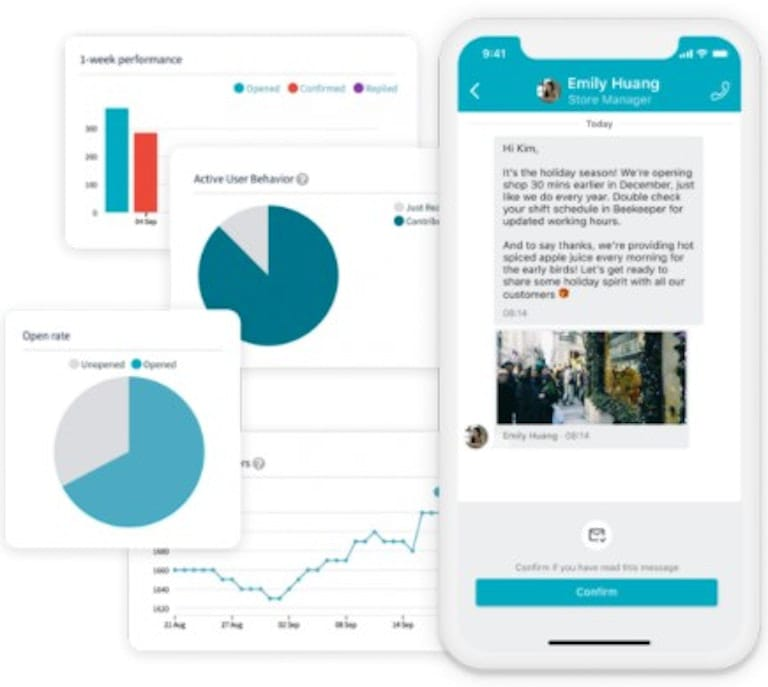 1-week performance
Opened Confirmed Replied
300
200
100
0
04 Sep
Active User Behavior ?
Just Rea
Contribu
Open rate
Unopened Opened
rs ?
1680
1660
1640
1620
21 Aug 27 Aug 02 Sep 08 Sep 14 Sep
9:41
Emily Huang
Store Manager
Today
Hi Kim,
It's the holiday season! We're opening
shop 30 mins earlier in December, just
like we do every year. Double check
your shift schedule in Beekeeper for
updated working hours.
And to say thanks, we're providing hot
spiced apple juice every morning for
the early birds! Let's get ready to
share some holiday spirit with all our
customers 🎁
08:14
Emily Huang · 08:14
Confirm if you have read this message
Confirm